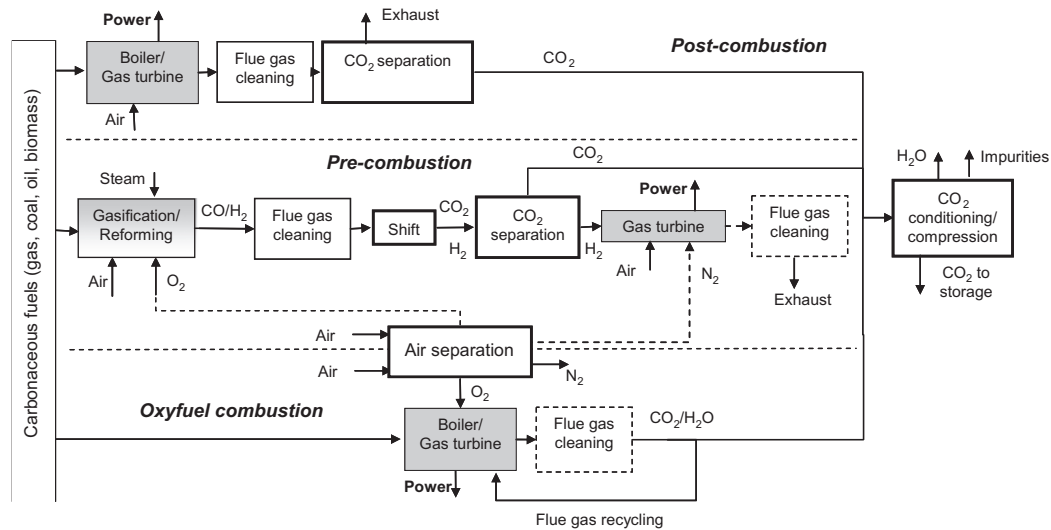 Carbonaceous fuels (gas, coal, oil, biomass)
Power
Exhaust
Boiler/
Gas turbine
Flue gas
cleaning
CO2 separation
CO2
Post-combustion
Air
Pre-combustion
CO2
Steam
Power
H2O
Impurities
Gasification/
Reforming
CO/H2
Flue gas
cleaning
Shift
CO2
H2
CO2
separation
H2
Gas turbine
Flue gas
cleaning
CO2
conditioning/
compression
Air
O2
Air
N2
Exhaust
CO2 to
storage
Air
Air
Air separation
N2
O2
Oxyfuel combustion
Boiler/
Gas turbine
Flue gas
cleaning
CO2/H2O
Power
Flue gas recycling